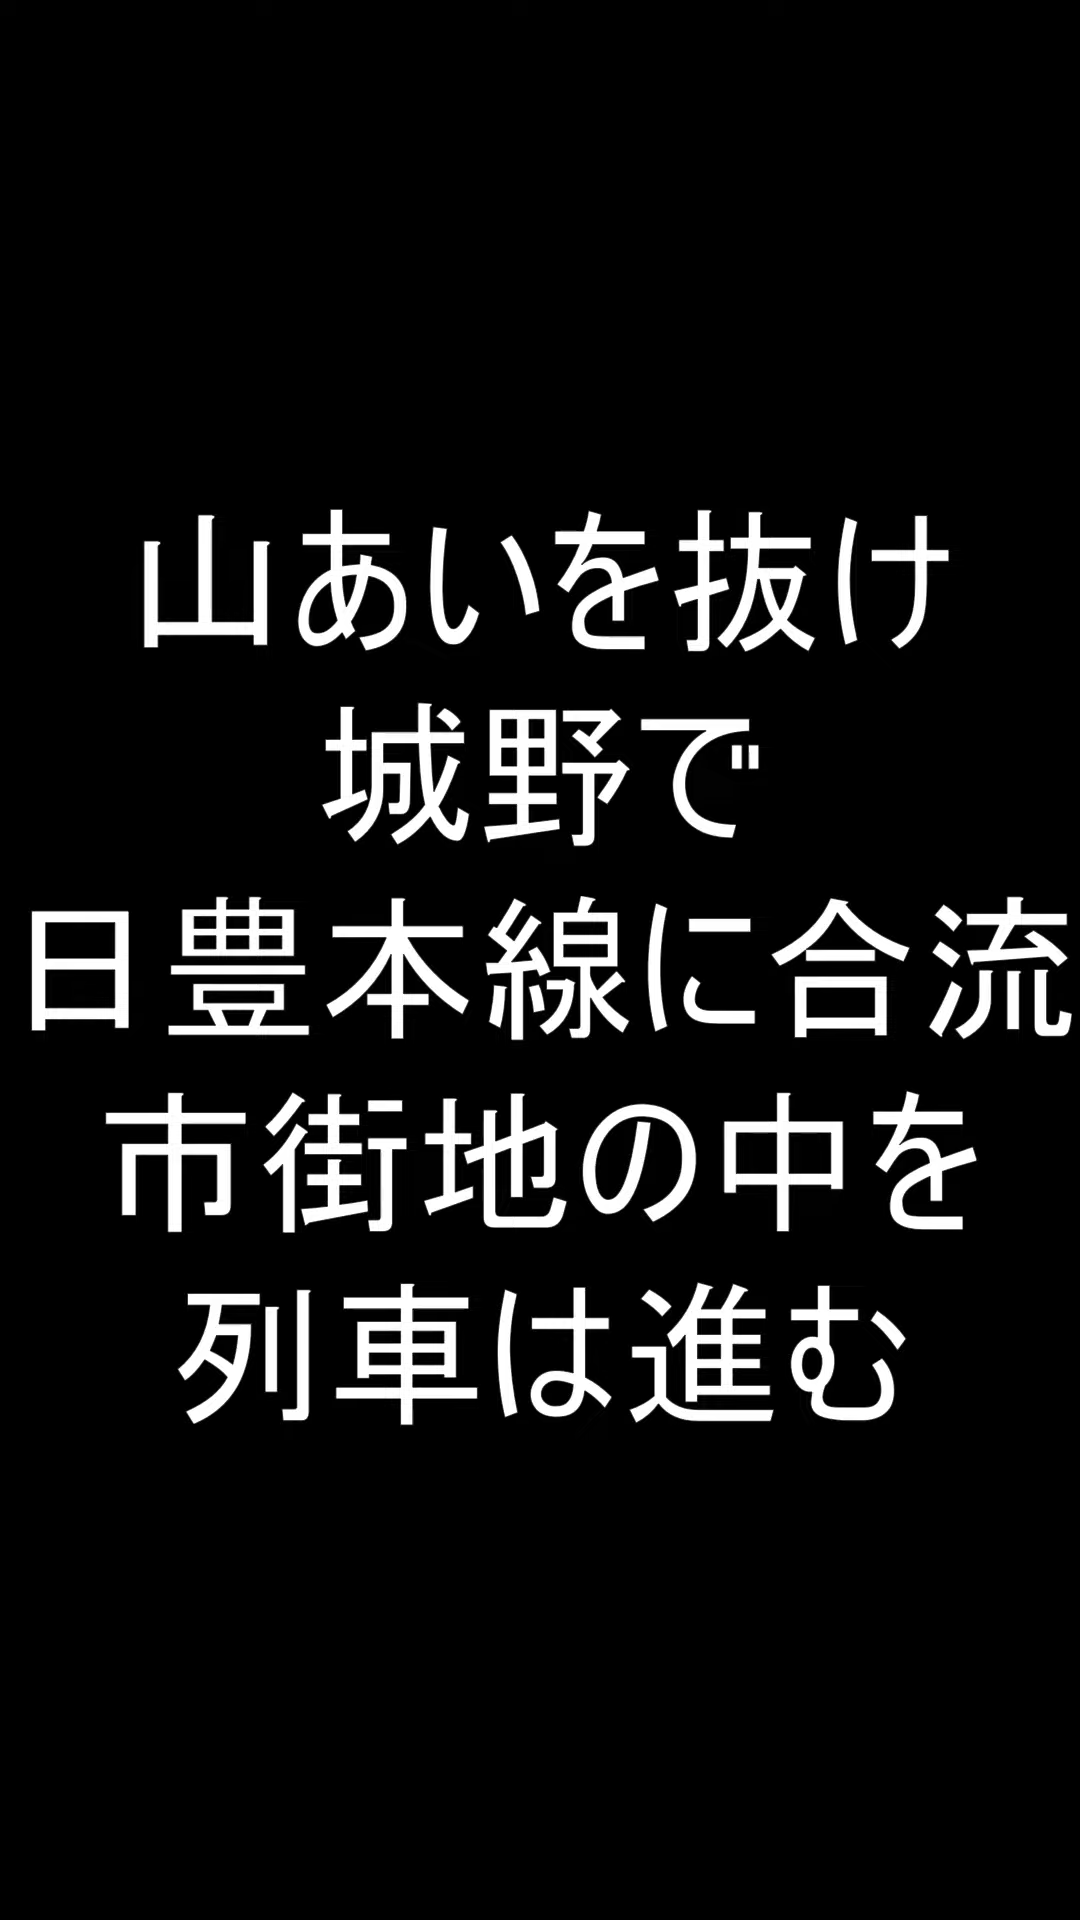 山あいを抜け
城野で
日豊本線に合流
市街地の中を
列車は進む